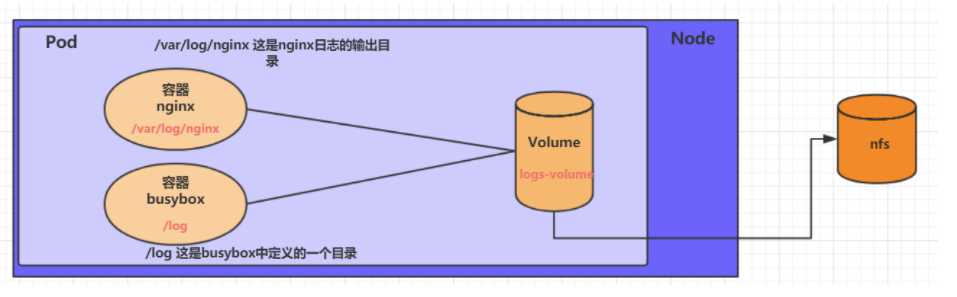 Pod
Node
/var/log/nginx 这是nginx日志的输出目
录
容器
nginx
/var/log/nginx
Volume
logs-volume
nfs
容器
busybox
/log
/log 这是busybox中定义的一个目录